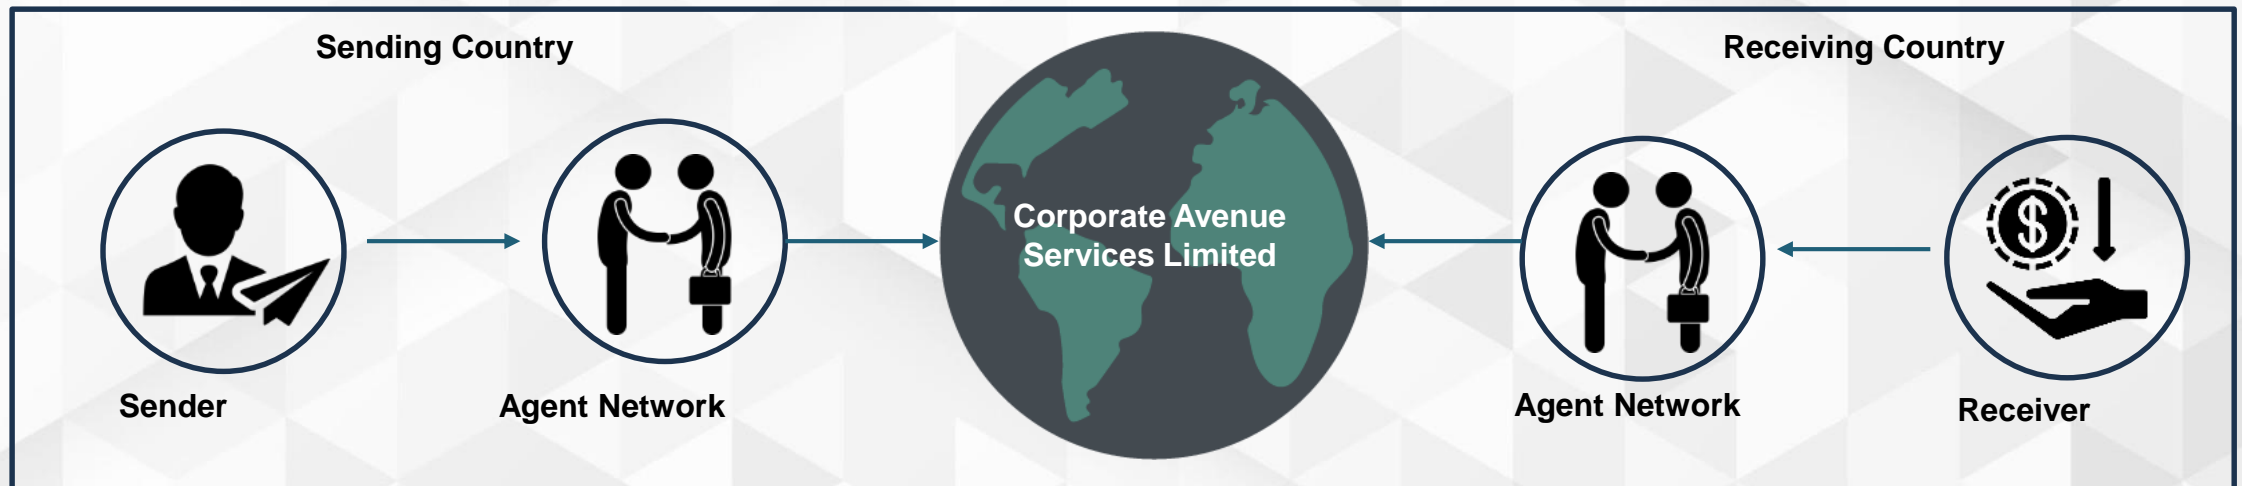 Sending Country
Receiving Country
Corporate Avenue
Services Limited
Sender
Agent Network
Agent Network
Receiver